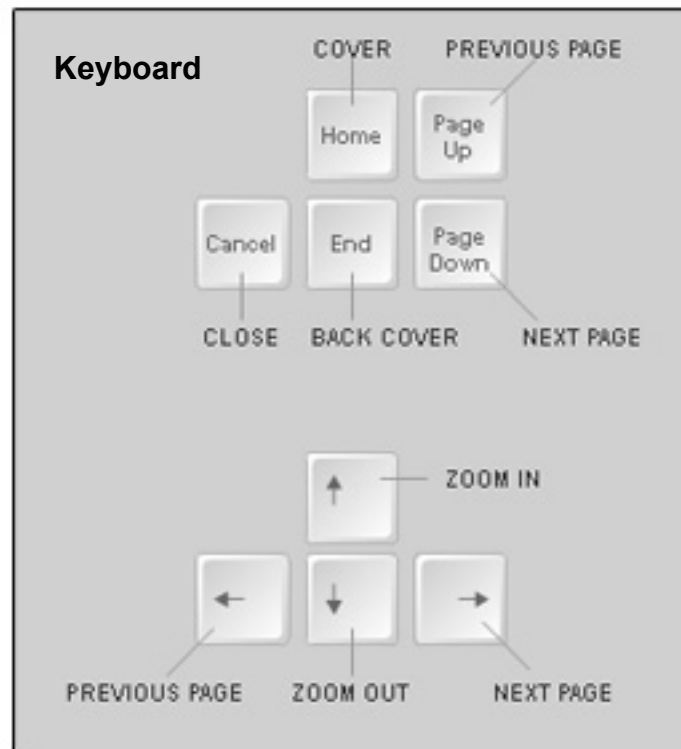 Keyboard
COVER
PREVIOUS PAGE
Home
Page
Up
Cancel
End
Page
Down
CLOSE
BACK COVER
NEXT PAGE
ZOOM IN
PREVIOUS PAGE
ZOOM OUT
NEXT PAGE